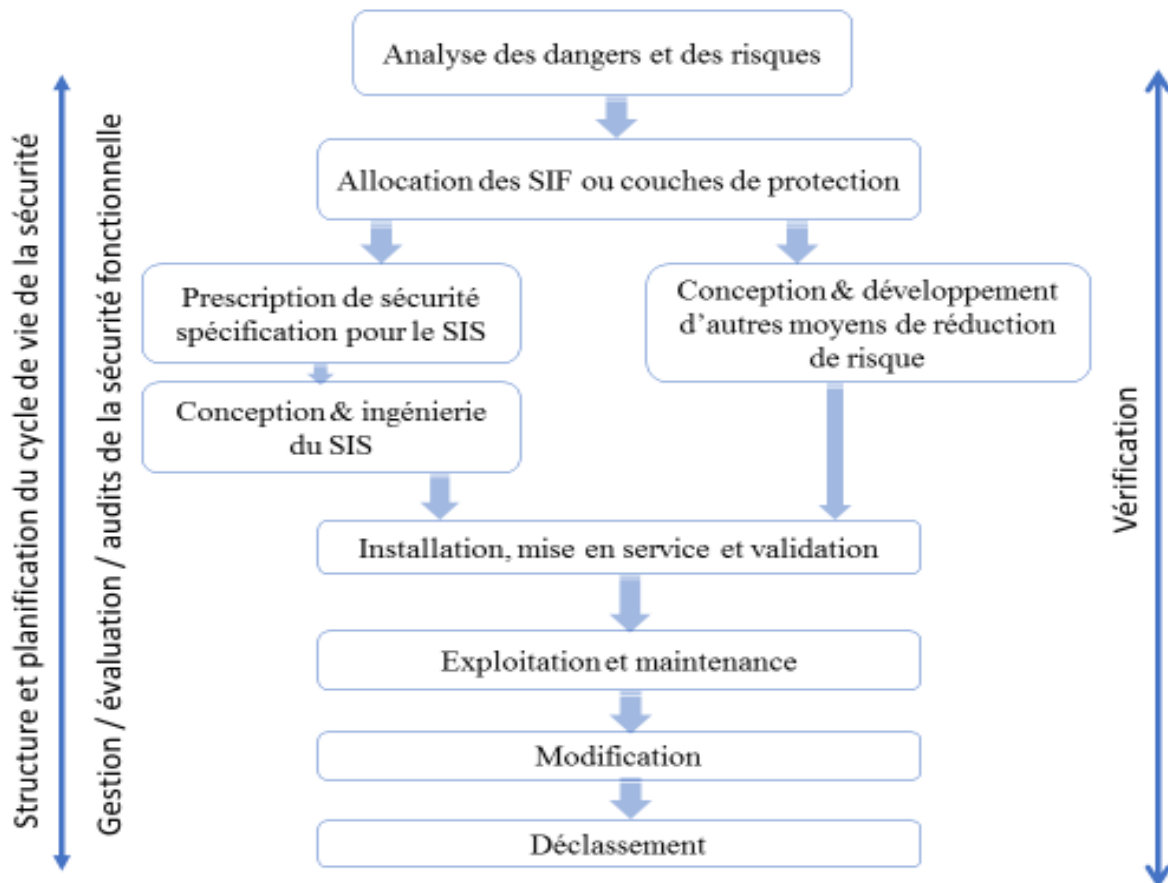 Analyse des dangers et des risques
Allocation des SIF ou couches de protection
Prescription de sécurité
spécification pour le SIS
Conception & développement
d’autres moyens de réduction
de risque
Conception & ingénierie
du SIS
Installation, mise en service et validation
Exploitation et maintenance
Modification
Déclassement
Structure et planification du cycle de vie de la sécurité
Gestion / évaluation / audits de la sécurité fonctionnelle
Vérification